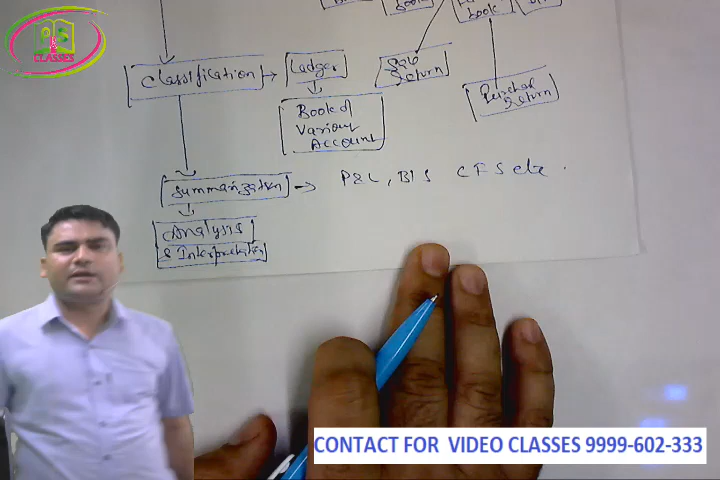 CLASSES
book
Classification
Ledger
Sales
Return
Purchase
Return
Book of
Various
Account
Summarization
P&L, B/S CFS etc.
Analysis
& Interpretation
CONTACT FOR VIDEO CLASSES 9999-602-333